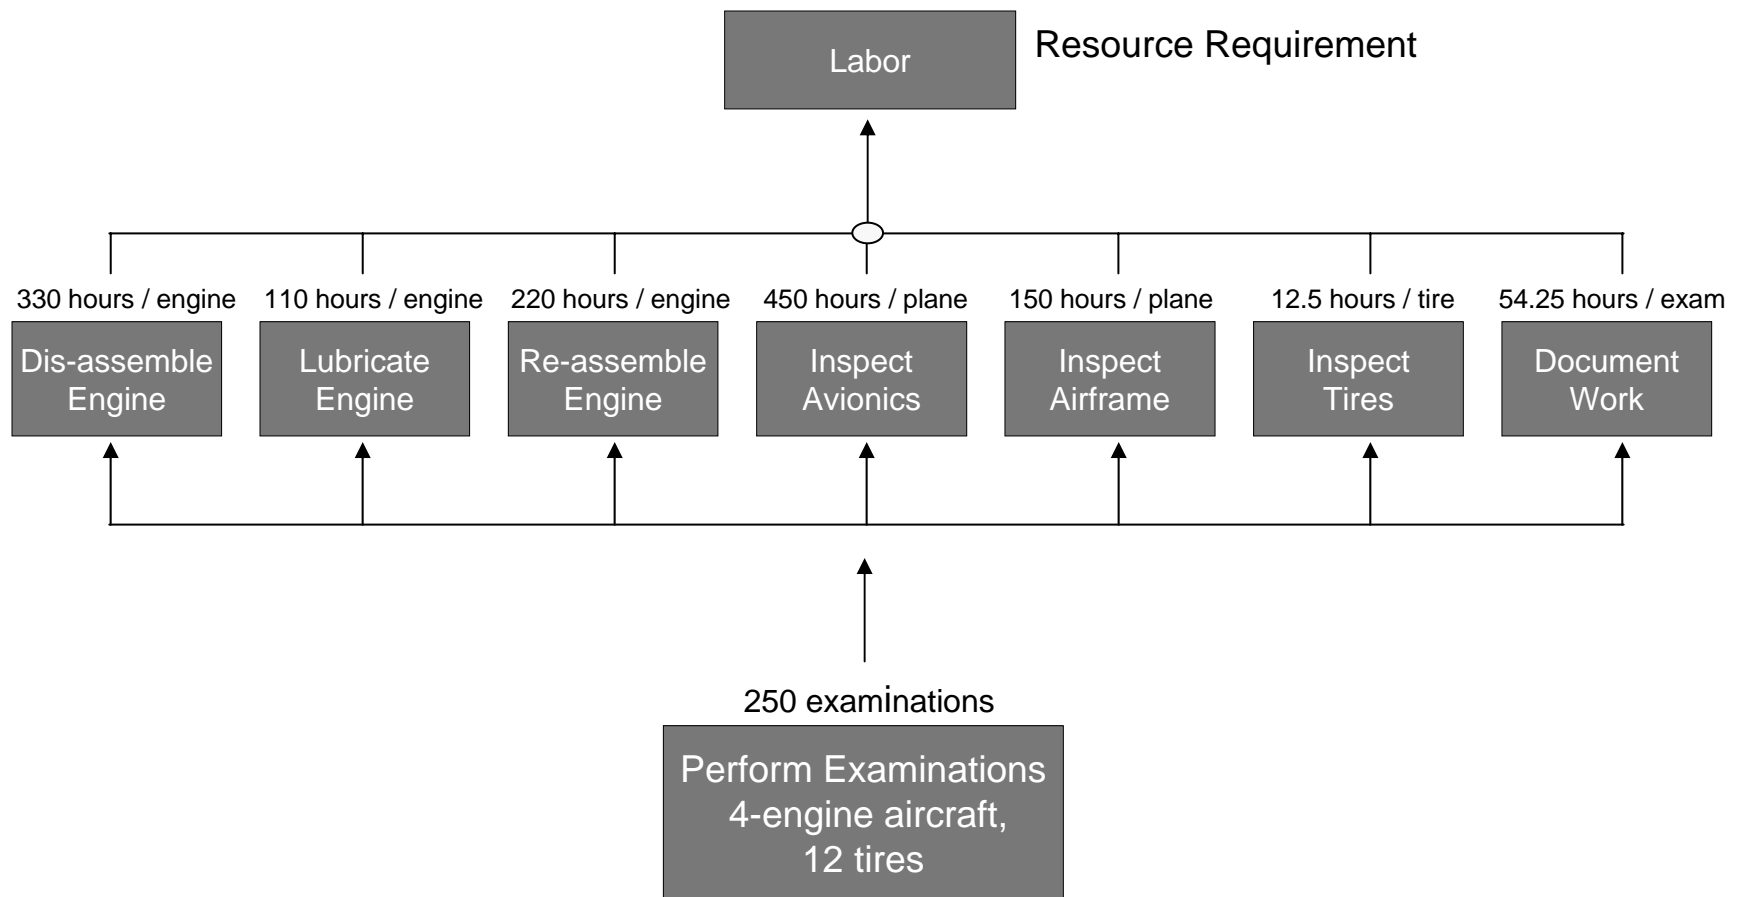 Labor
Resource Requirement
330 hours / engine
110 hours / engine
220 hours / engine
450 hours / plane
150 hours / plane
12.5 hours / tire
54.25 hours / exam
Dis-assemble
Engine
Lubricate
Engine
Re-assemble
Engine
Inspect
Avionics
Inspect
Airframe
Inspect
Tires
Document
Work
250 examinations
Perform Examinations
4-engine aircraft,
12 tires